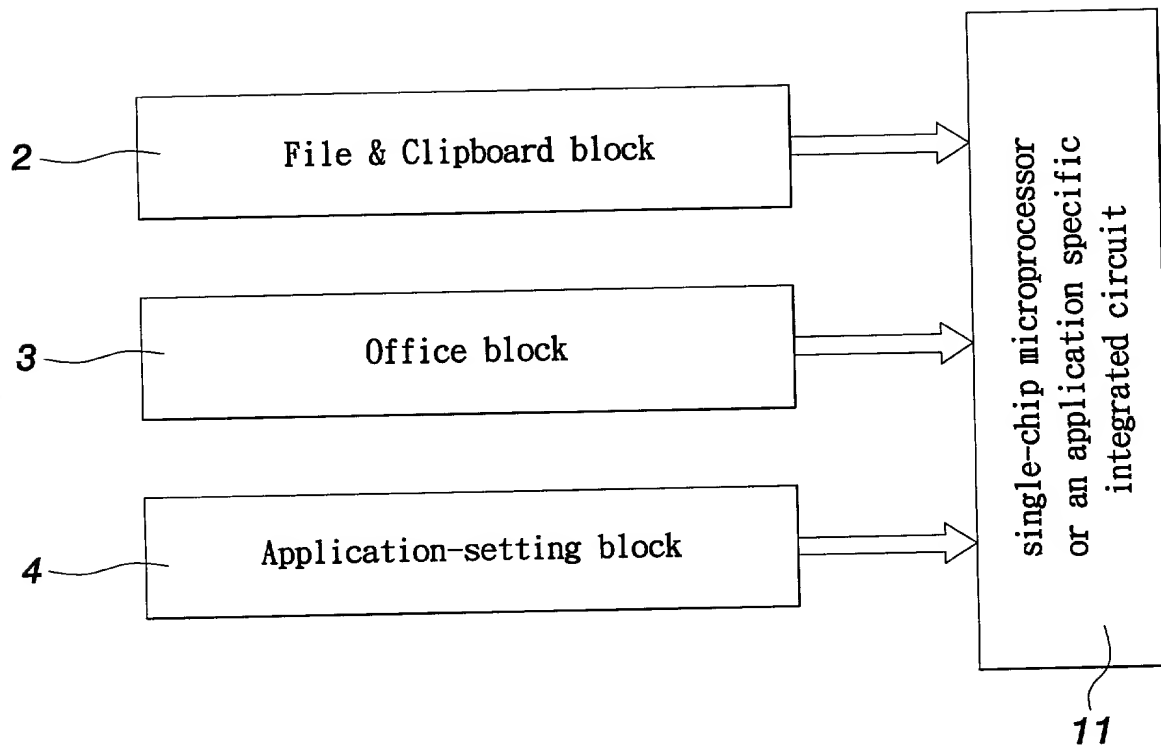 2
File & Clipboard block
3
Office block
4
Application-setting block
single-chip microprocessor
or an application specific
integrated circuit
11